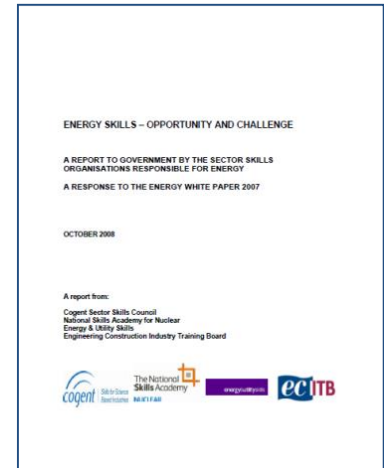 ENERGY SKILLS – OPPORTUNITY AND CHALLENGE
A REPORT TO GOVERNMENT BY THE SECTOR SKILLS
ORGANISATIONS RESPONSIBLE FOR ENERGY
A RESPONSE TO THE ENERGY WHITE PAPER 2007
OCTOBER 2008
A report from:
Cogent Sector Skills Council
National Skills Academy for Nuclear
Energy & Utility Skills
Engineering Construction Industry Training Board
cogent
The National
Skills Academy
NUCLEAR
energy&utilityskills
ECITB